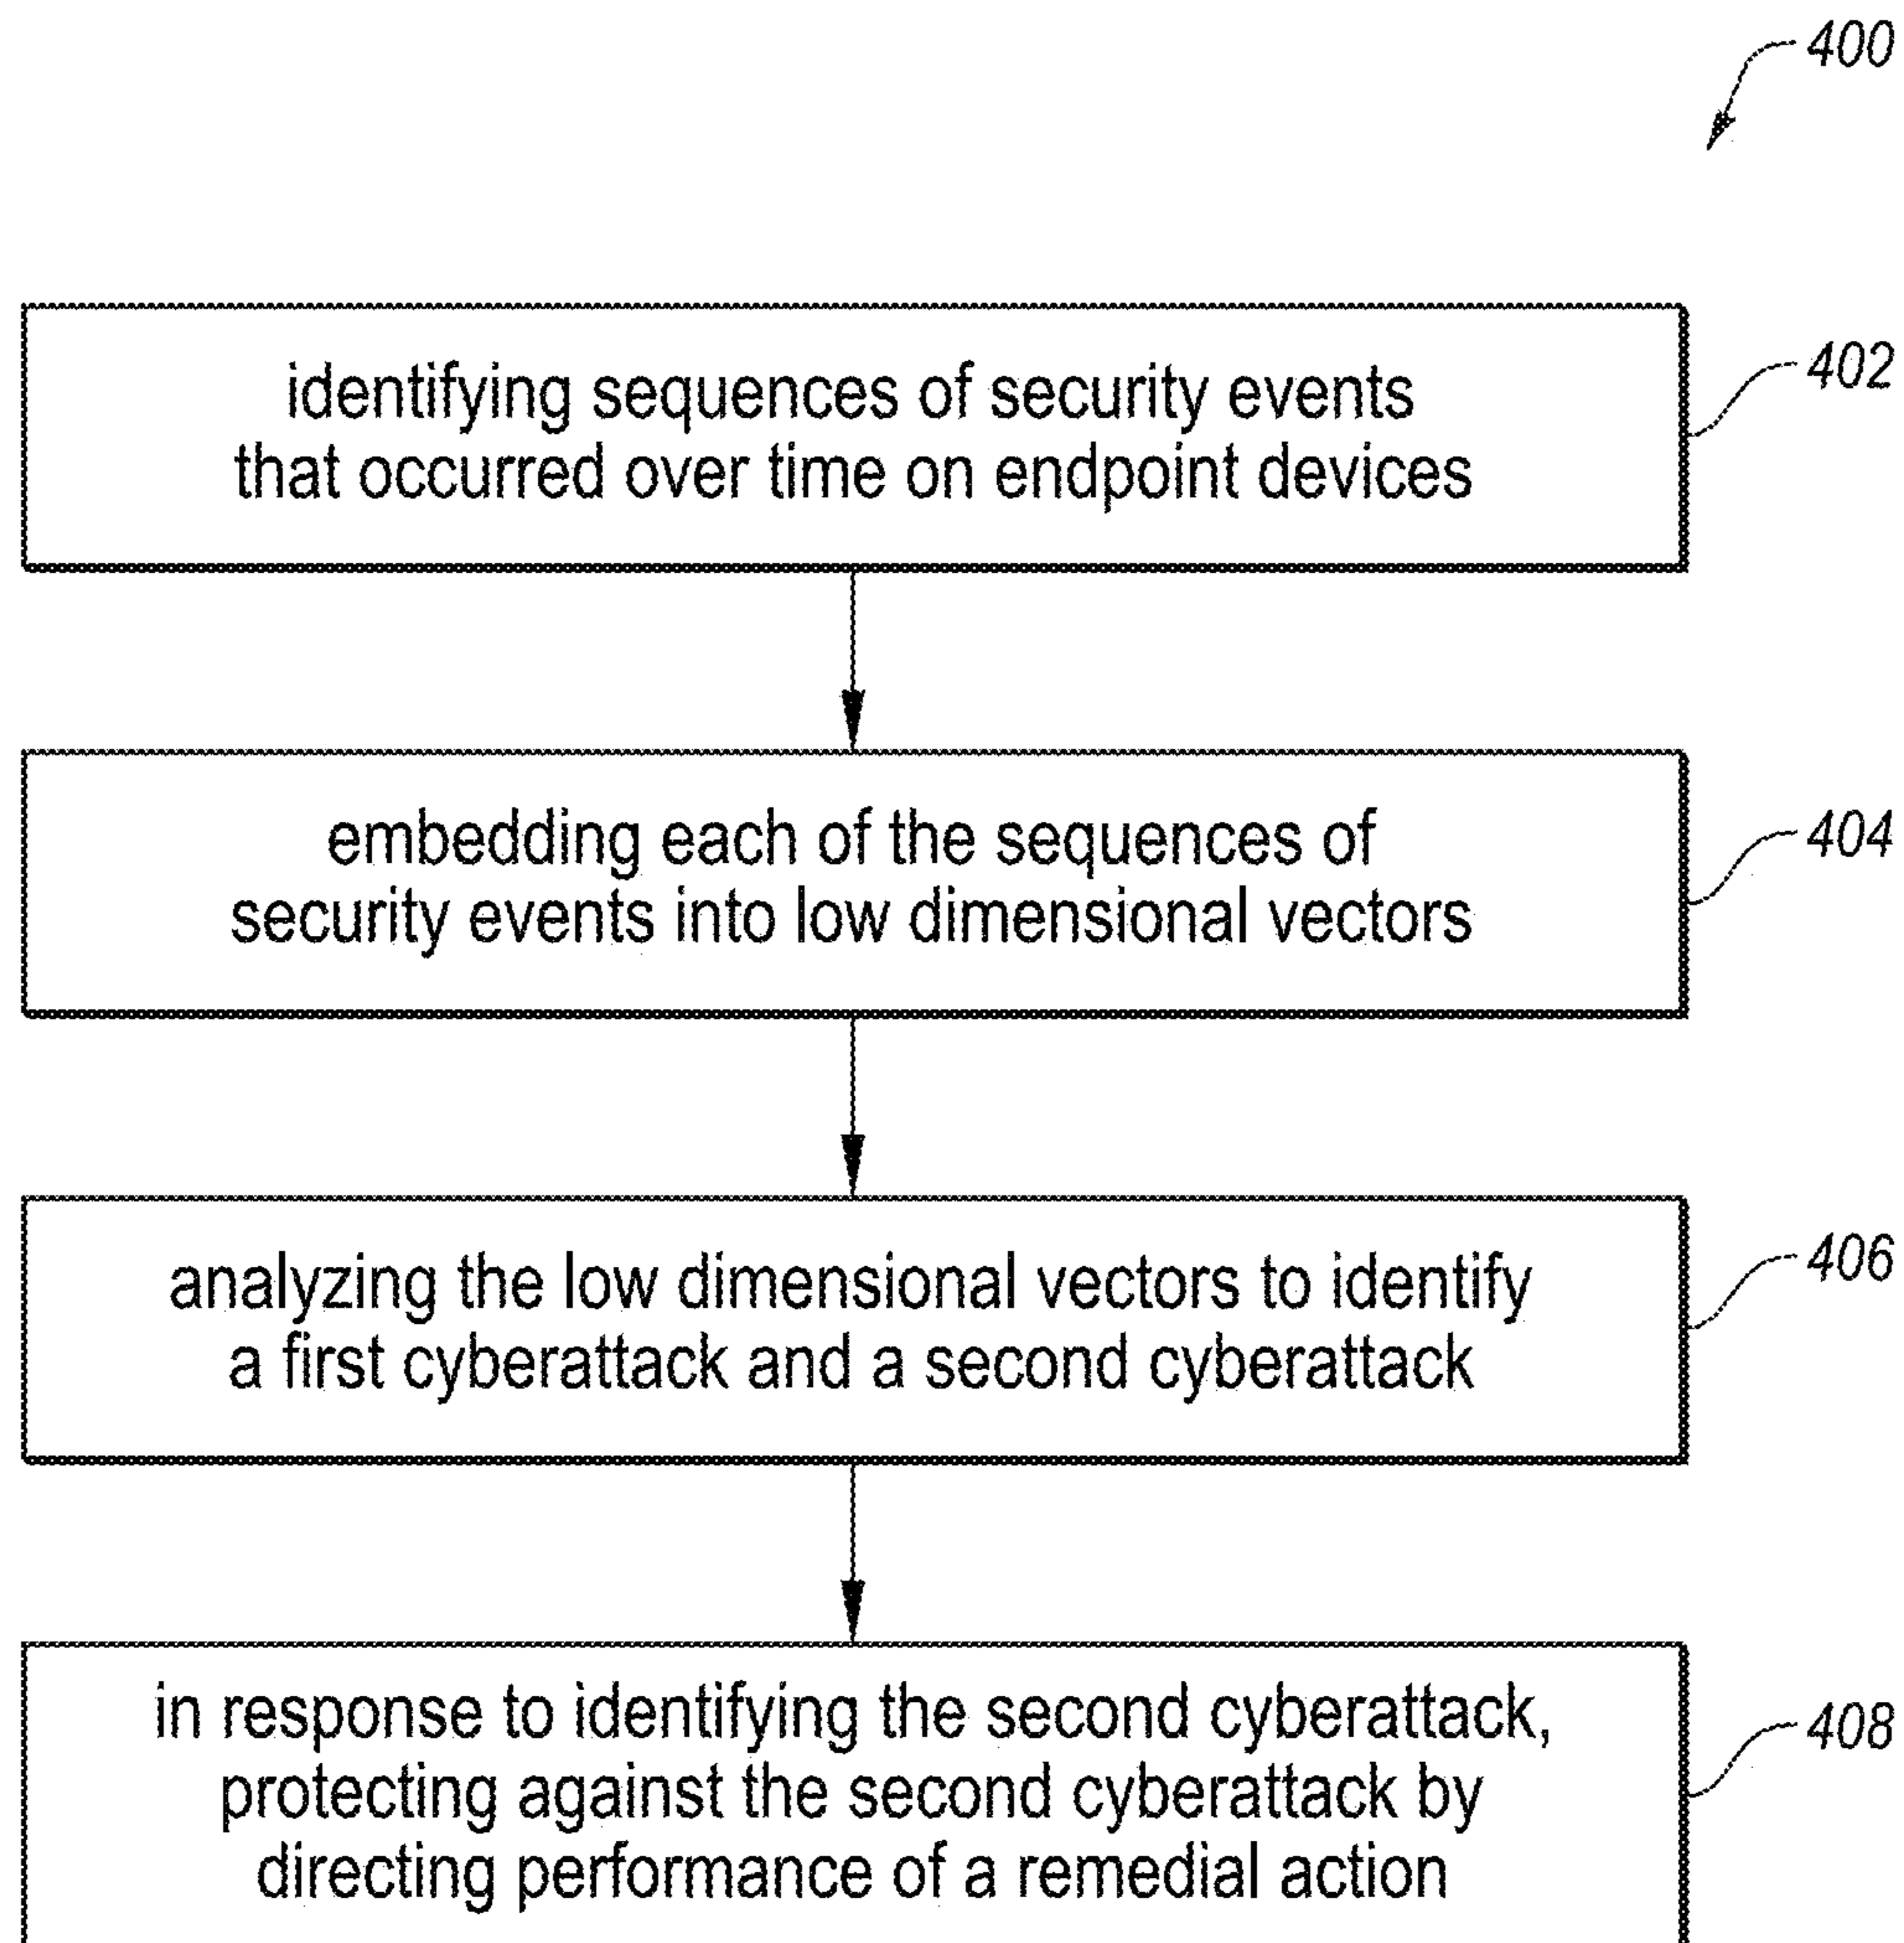 400
identifying sequences of security events
that occurred over time on endpoint devices
402
embedding each of the sequences of
security events into low dimensional vectors
404
analyzing the low dimensional vectors to identify
a first cyberattack and a second cyberattack
406
in response to identifying the second cyberattack,
protecting against the second cyberattack by
directing performance of a remedial action
408